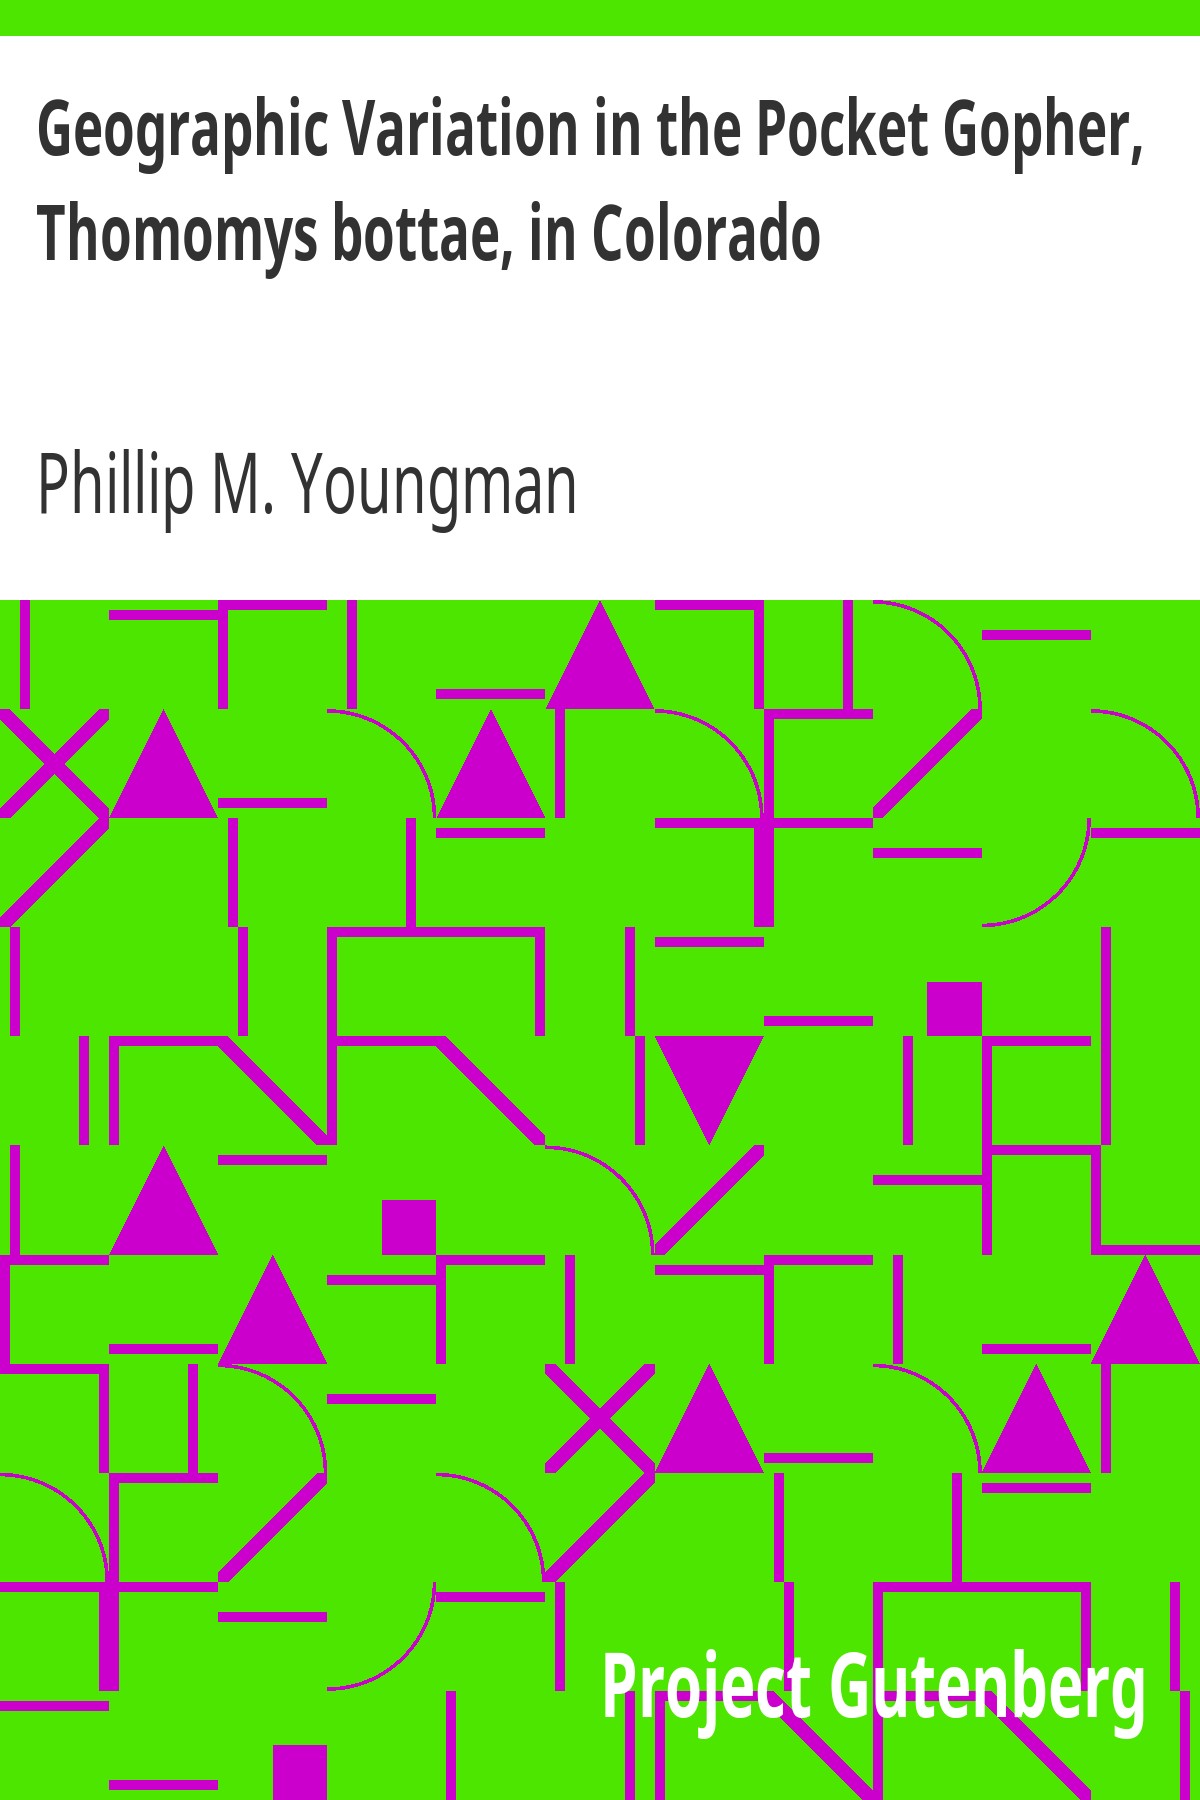 Geographic Variation in the Pocket Gopher,
Thomomys bottae, in Colorado
Phillip M. Youngman
Project Gutenberg